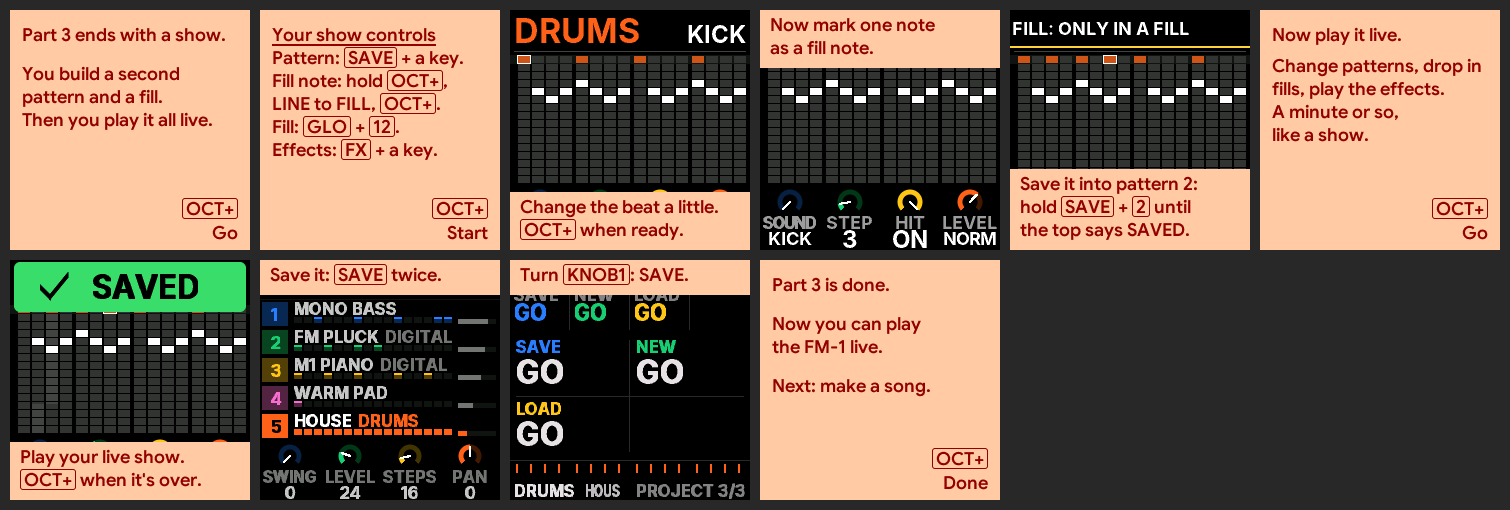 Part 3 ends with a show.
You build a second
pattern and a fill.
Then you play it all live.
OCT+
Go
Your show controls
Pattern: SAVE + a key.
Fill note: hold OCT+,
LINE to FILL, OCT+.
Fill: GLO + 12.
Effects: FX + a key.
OCT+
Start
DRUMS KICK
Change the beat a little.
OCT+ when ready.
Now mark one note
as a fill note.
SOUND STEP HIT LEVEL
KICK 3 ON NORM
FILL: ONLY IN A FILL
Save it into pattern 2:
hold SAVE + 2 until
the top says SAVED.
Now play it live.
Change patterns, drop in
fills, play the effects.
A minute or so,
like a show.
OCT+
Go
SAVED
Play your live show.
OCT+ when it's over.
Save it: SAVE twice.
1 MONO BASS
2 FM PLUCK DIGITAL
3 M1 PIANO DIGITAL
4 WARM PAD
5 HOUSE DRUMS
SWING LEVEL STEPS PAN
0 24 16 0
Turn KNOB1: SAVE.
SAVE NEW LOAD
GO GO GO
SAVE NEW
GO GO
LOAD
GO
DRUMS HOUS PROJECT 3/3
Part 3 is done.
Now you can play
the FM-1 live.
Next: make a song.
OCT+
Done